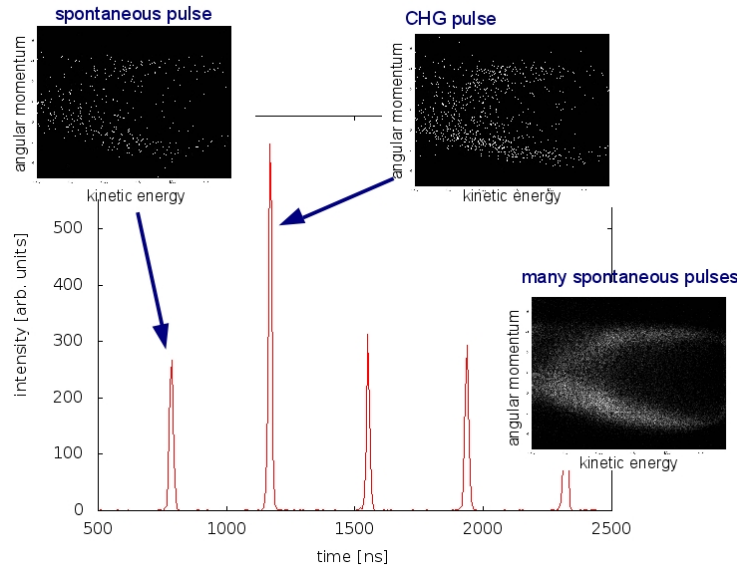 spontaneous pulse
angular momentum
kinetic energy
CHG pulse
angular momentum
kinetic energy
many spontaneous pulses
angular momentum
kinetic energy
intensity [arb. units]
500
400
300
200
100
0
500 1000 1500 2000 2500
time [ns]